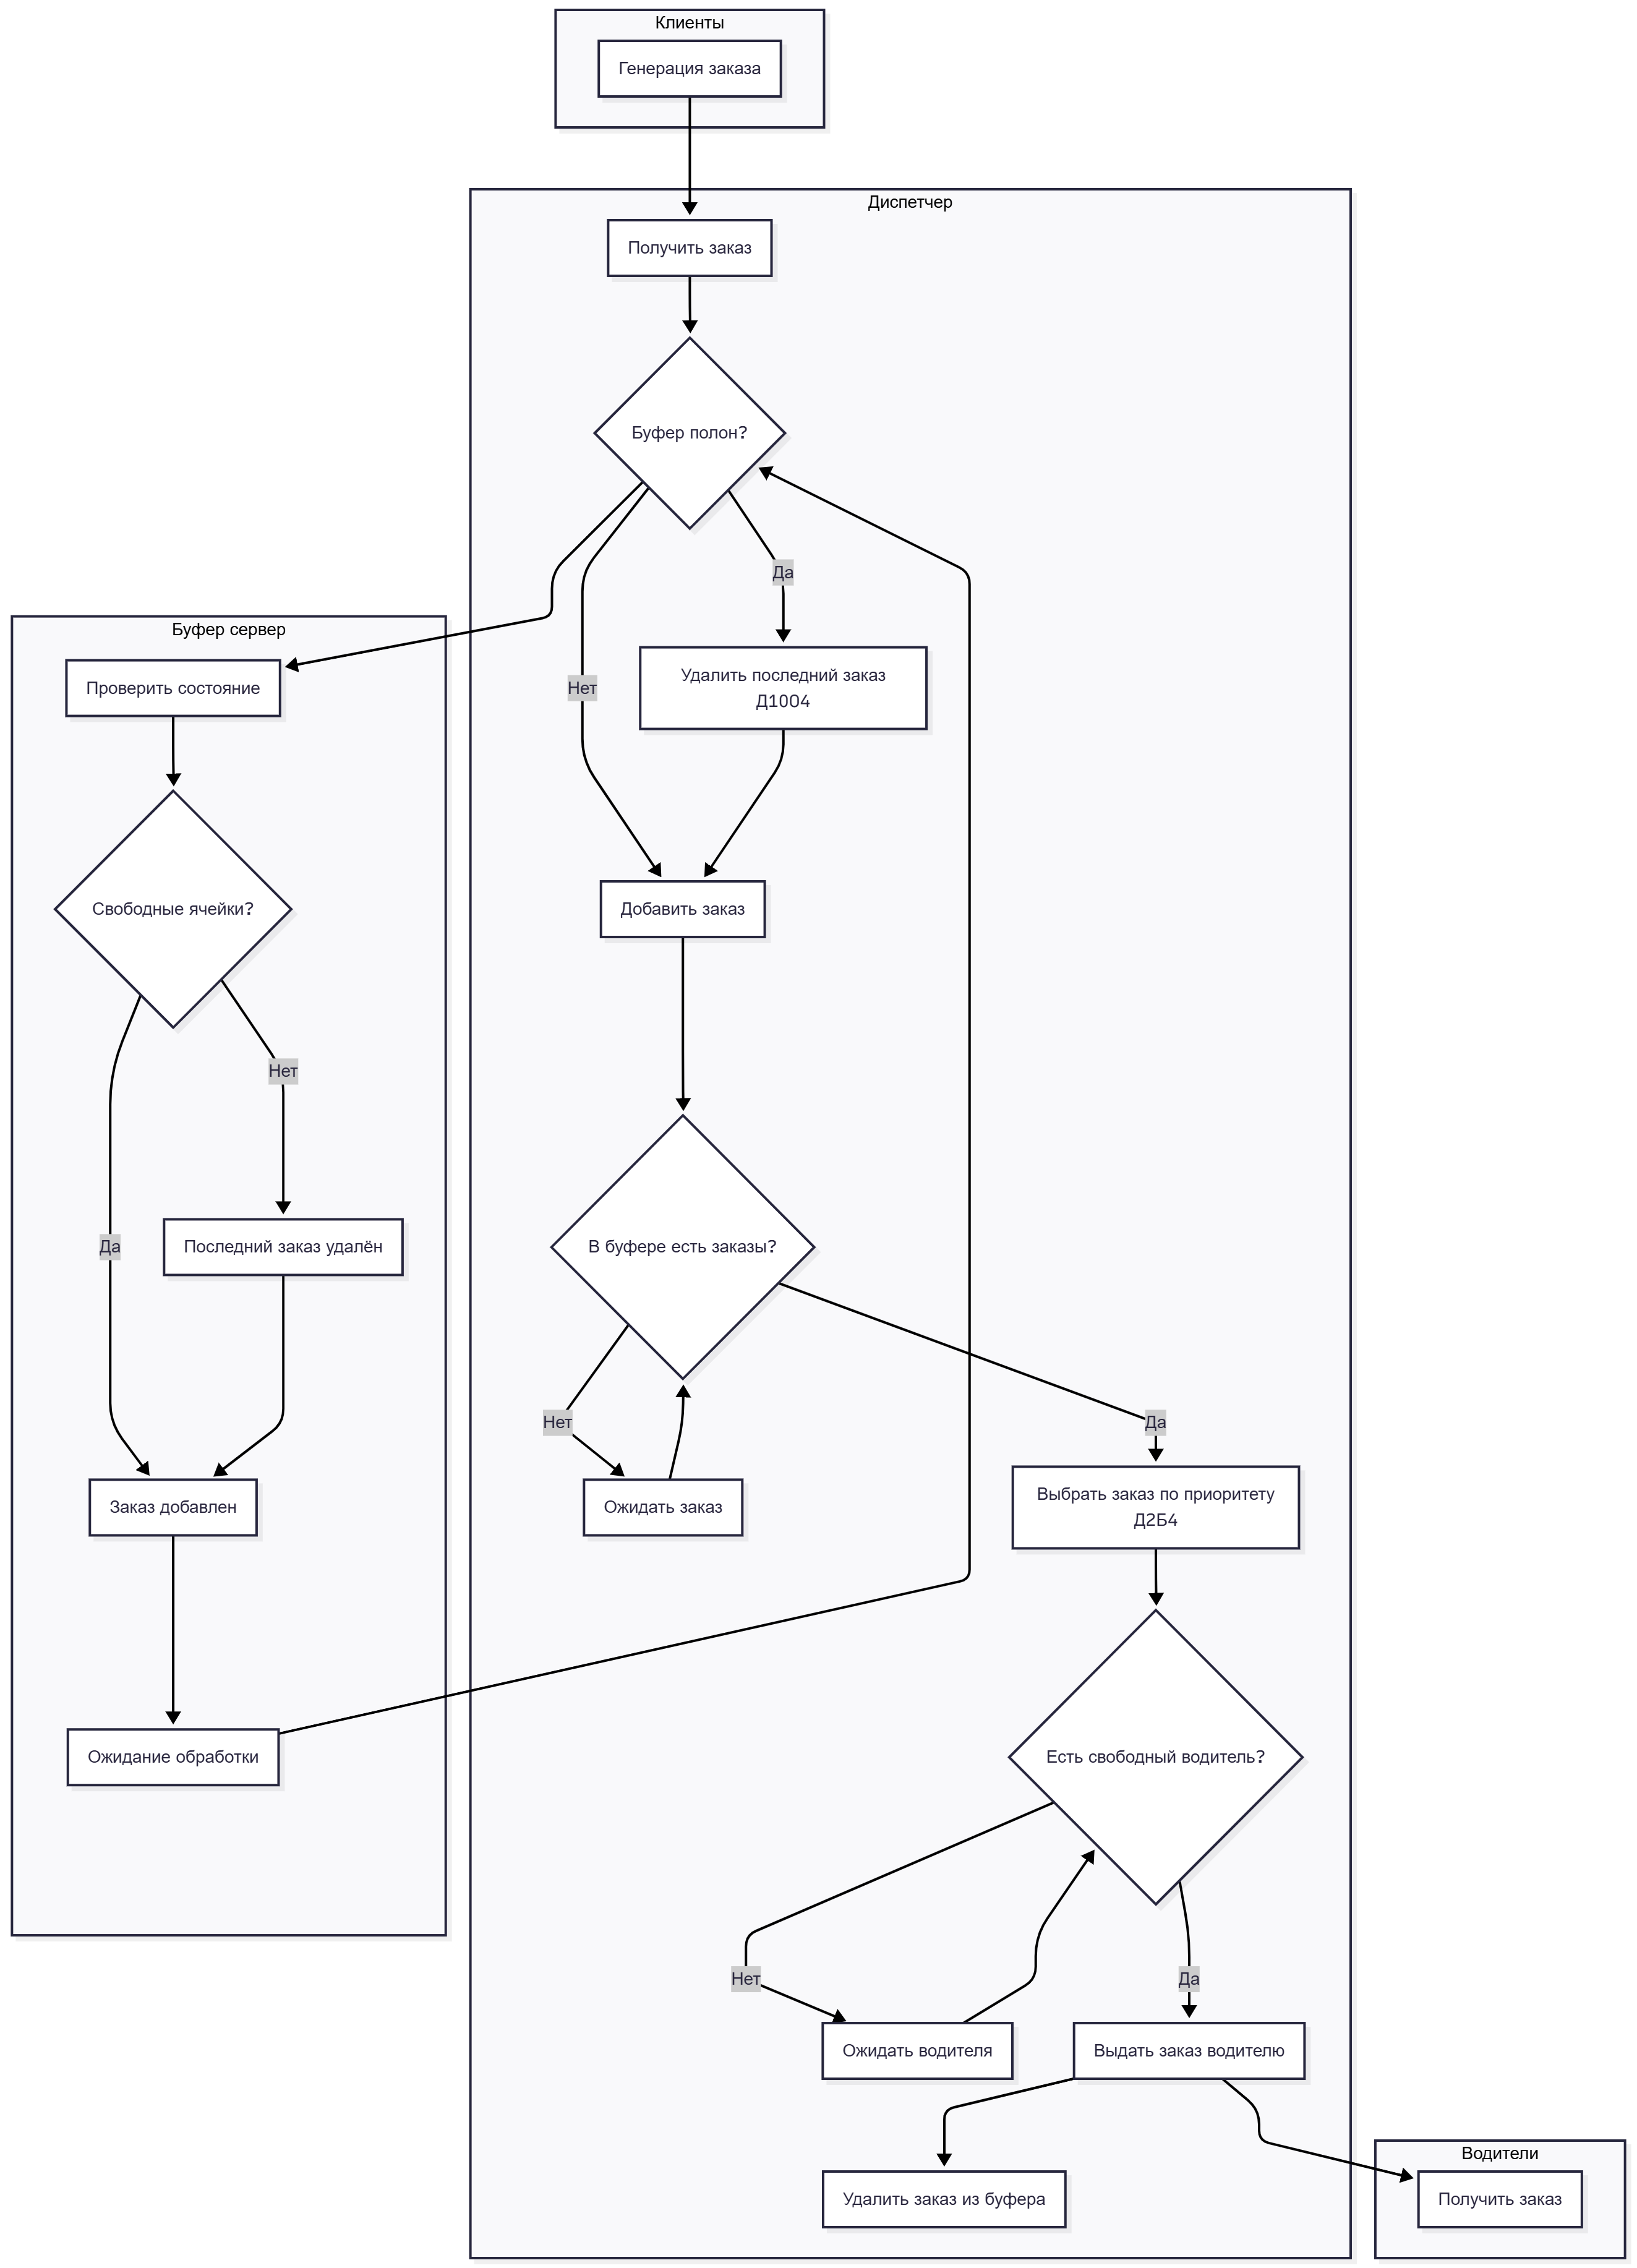 Клиенты
Генерация заказа
Диспетчер
Получить заказ
Буфер полон?
Да
Буфер сервер
Удалить последний заказ
Д10О4
Проверить состояние
Нет
Свободные ячейки?
Добавить заказ
Нет
Да
Последний заказ удалён
В буфере есть заказы?
Нет
Да
Заказ добавлен
Ожидать заказ
Выбрать заказ по приоритету
Д2Б4
Ожидание обработки
Есть свободный водитель?
Нет
Да
Ожидать водителя
Выдать заказ водителю
Водители
Удалить заказ из буфера
Получить заказ